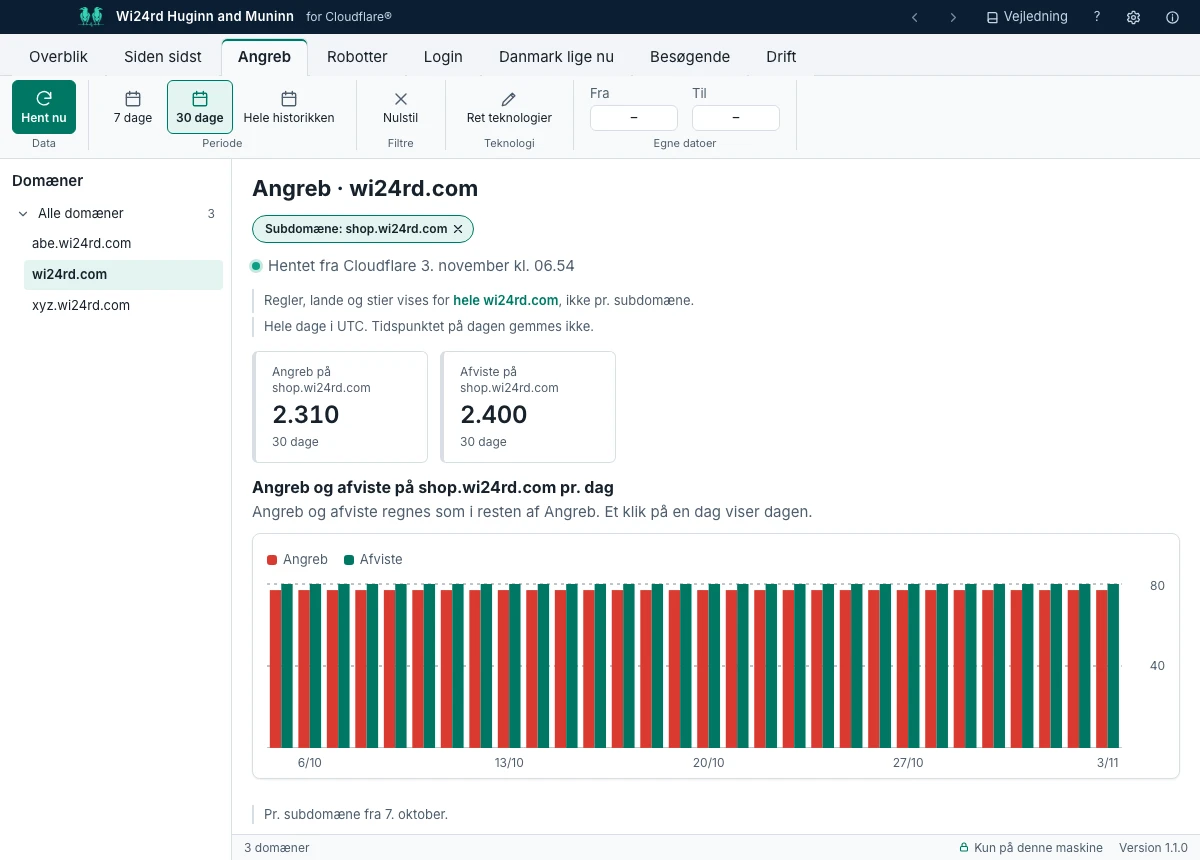 Wi24rd Huginn and Muninn for Cloudflare®
Vejledning ?
Overblik Siden sidst Angreb Robotter Login Danmark lige nu Besøgende Drift
Hent nu
Data
7 dage 30 dage Hele historikken
Periode
Nulstil
Filtre
Ret teknologier
Teknologi
Fra Til
– –
Egne datoer
Domæner
Alle domæner 3
abe.wi24rd.com
wi24rd.com
xyz.wi24rd.com
Angreb · wi24rd.com
Subdomæne: shop.wi24rd.com
Hentet fra Cloudflare 3. november kl. 06.54
Regler, lande og stier vises for hele wi24rd.com, ikke pr. subdomæne.
Hele dage i UTC. Tidspunktet på dagen gemmes ikke.
Angreb på
shop.wi24rd.com
2.310
30 dage
Afviste på
shop.wi24rd.com
2.400
30 dage
Angreb og afviste på shop.wi24rd.com pr. dag
Angreb og afviste regnes som i resten af Angreb. Et klik på en dag viser dagen.
Angreb Afviste
80
40
6/10 13/10 20/10 27/10 3/11
Pr. subdomæne fra 7. oktober.
3 domæner Kun på denne maskine Version 1.1.0